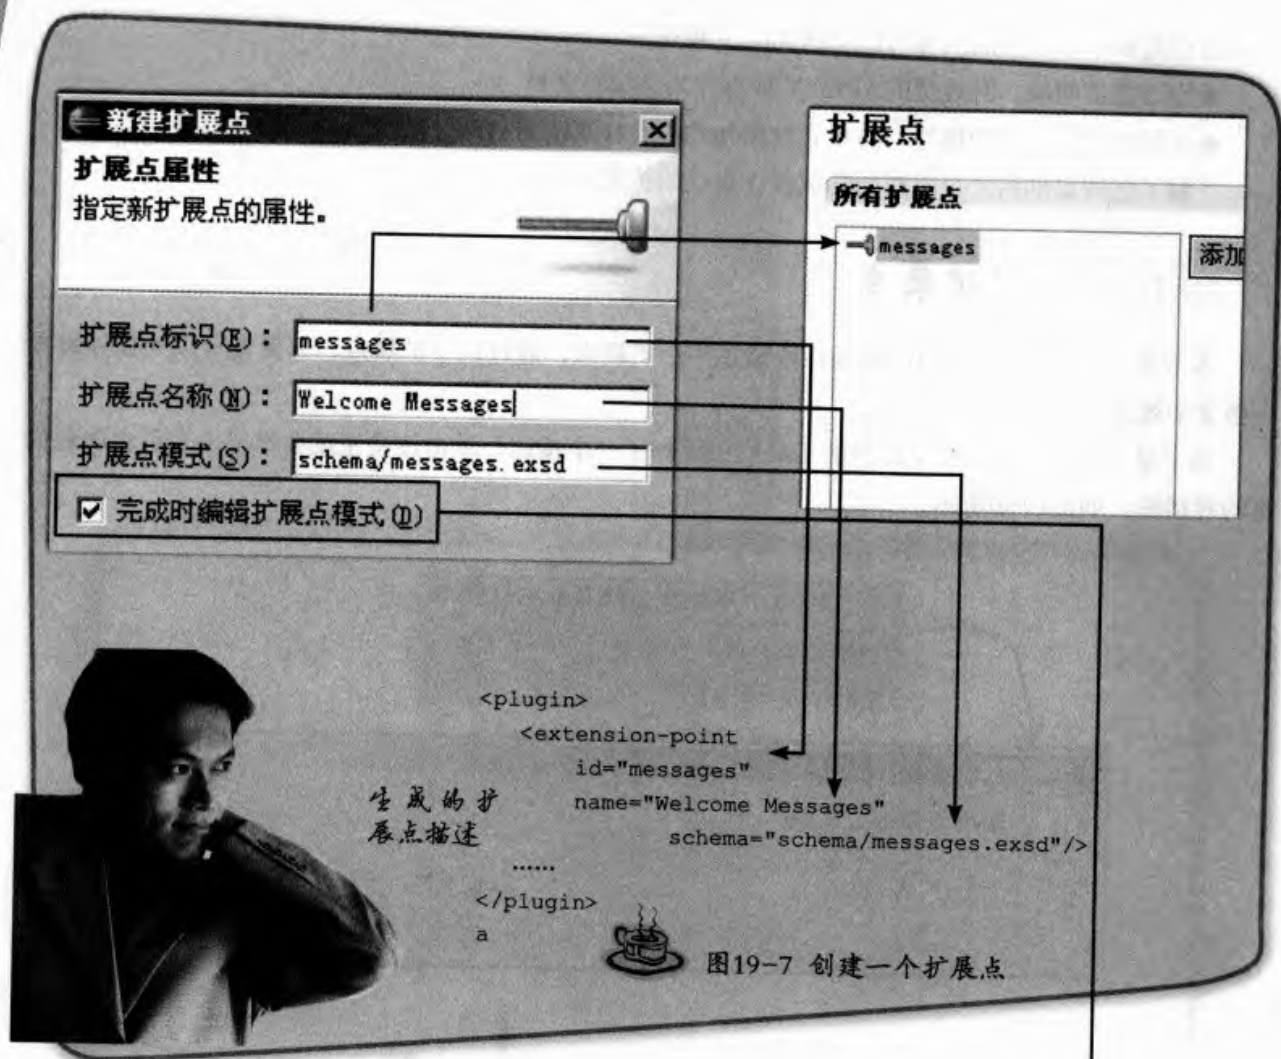 新建扩展点
扩展点属性
指定新扩展点的属性。
扩展点标识(E)： messages
扩展点名称(N)： Welcome Messages
扩展点模式(S)： schema/messages.exsd
完成时编辑扩展点模式(D)
扩展点
所有扩展点
messages
添加
<plugin>
<extension-point
id="messages"
name="Welcome Messages"
schema="schema/messages.exsd"/>
......
</plugin>
a
生成的扩
展点描述
图19-7 创建一个扩展点